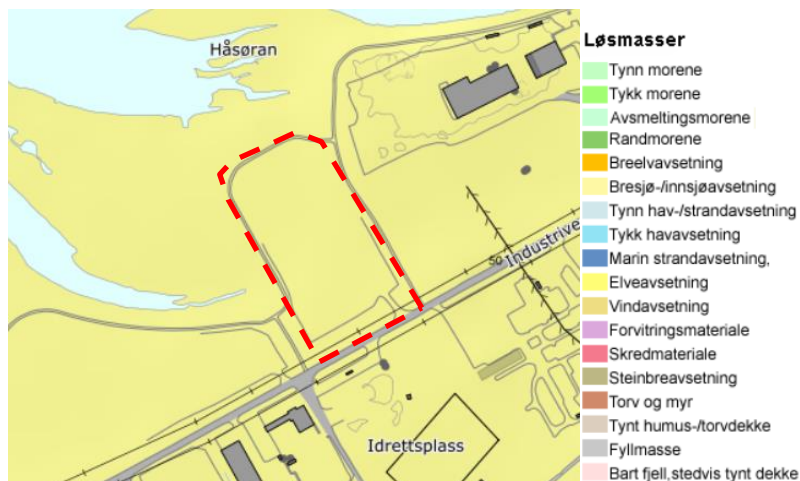 Håsøran
50
Industrive
Idrettsplass
Løsmasser
Tynn morene
Tykk morene
Avsmeltingsmorene
Randmorene
Breelvavsetning
Bresjø-/innsjøavsetning
Tynn hav-/strandavsetning
Tykk havavsetning
Marin strandavsetning,
Elveavsetning
Vindavsetning
Forvitringsmateriale
Skredmateriale
Steinbreavsetning
Torv og myr
Tynt humus-/torvdekke
Fyllmasse
Bart fjell,stedvis tynt dekke